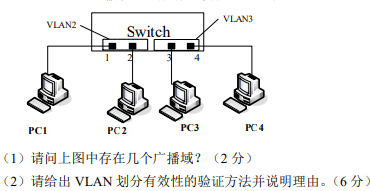 VLAN2
VLAN3
Switch
1 2 3 4
PC1 PC2 PC3 PC4
（1）请问上图中存在几个广播域？（2 分）
（2）请给出 VLAN 划分有效性的验证方法并说明理由。（6 分）